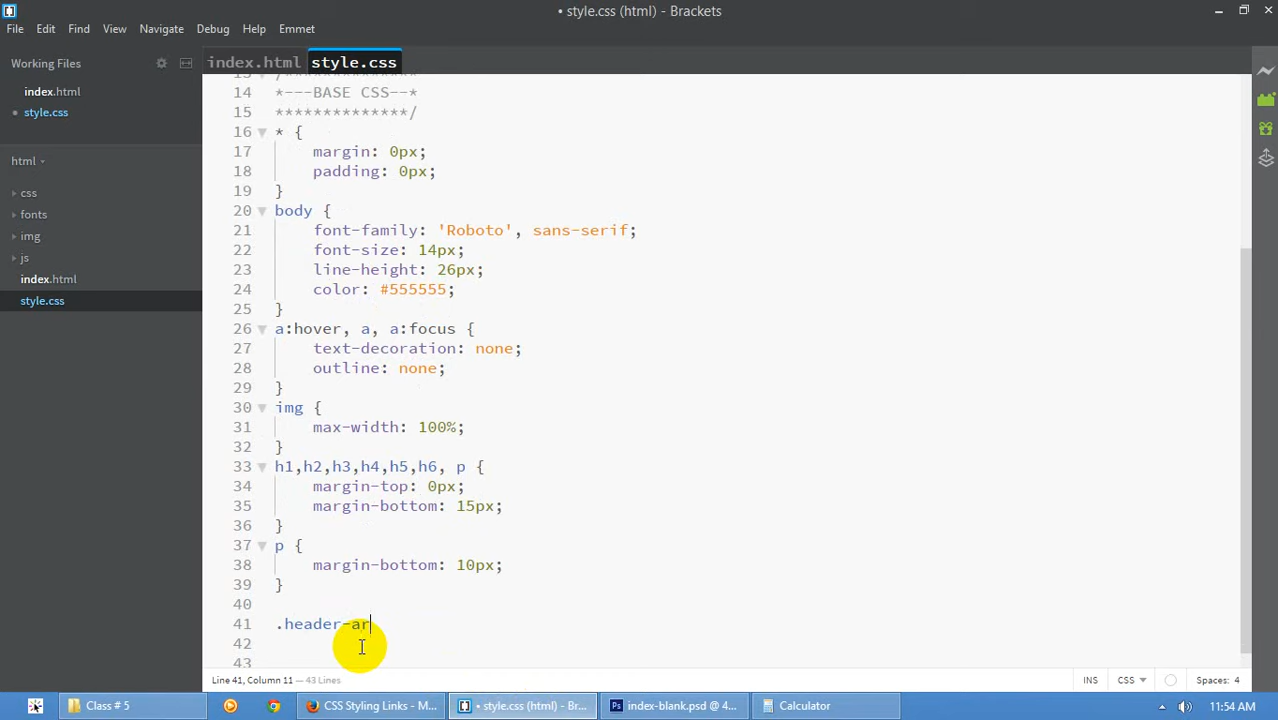 • style.css (html) - Brackets
File Edit Find View Navigate Debug Help Emmet
Working Files
index.html
• style.css
html
css
fonts
img
js
index.html
style.css
index.html style.css
13 /**************
14 *---BASE CSS--*
15 **************/
16 * {
17 margin: 0px;
18 padding: 0px;
19 }
20 body {
21 font-family: 'Roboto', sans-serif;
22 font-size: 14px;
23 line-height: 26px;
24 color: #555555;
25 }
26 a:hover, a, a:focus {
27 text-decoration: none;
28 outline: none;
29 }
30 img {
31 max-width: 100%;
32 }
33 h1,h2,h3,h4,h5,h6, p {
34 margin-top: 0px;
35 margin-bottom: 15px;
36 }
37 p {
38 margin-bottom: 10px;
39 }
40
41 .header-ar
42
43
Line 41, Column 11 — 43 Lines
INS CSS Spaces: 4
Class # 5
CSS Styling Links - M...
• style.css (html) - Br...
index-blank.psd @ 4...
Calculator
11:54 AM